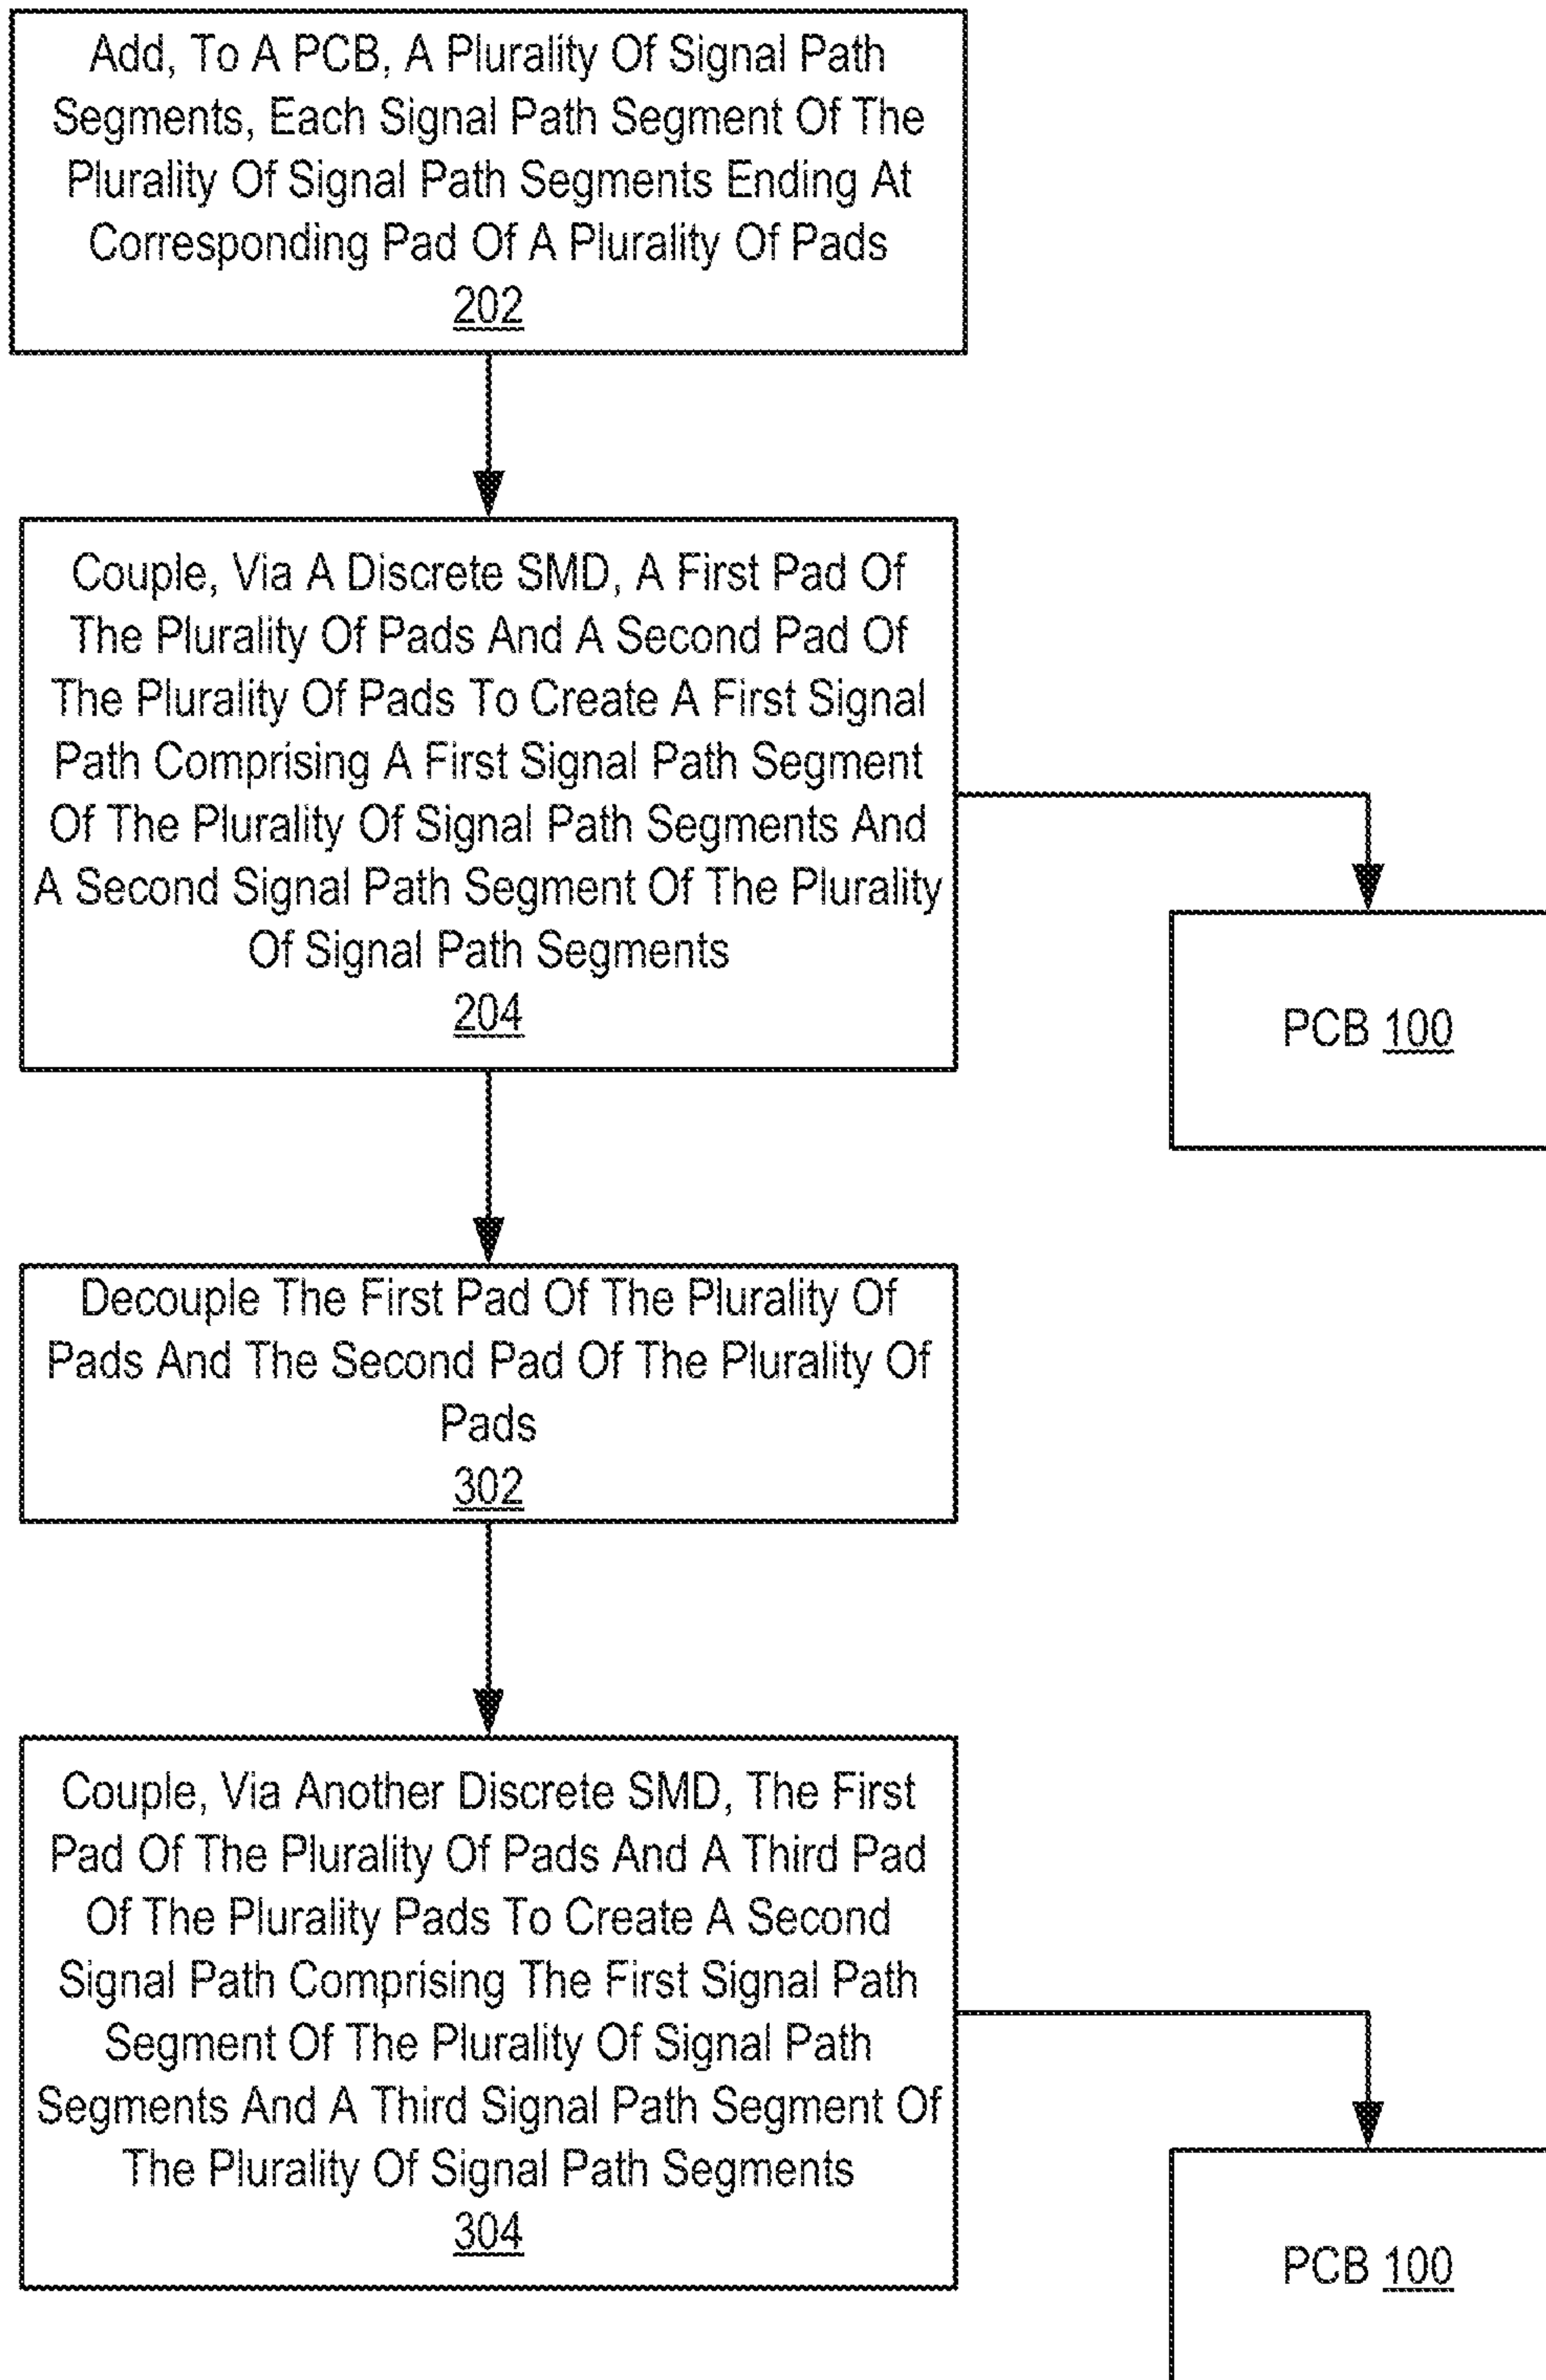 Add, To A PCB, A Plurality Of Signal Path
Segments, Each Signal Path Segment Of The
Plurality Of Signal Path Segments Ending At
Corresponding Pad Of A Plurality Of Pads
202
Couple, Via A Discrete SMD, A First Pad Of
The Plurality Of Pads And A Second Pad Of
The Plurality Of Pads To Create A First Signal
Path Comprising A First Signal Path Segment
Of The Plurality Of Signal Path Segments And
A Second Signal Path Segment Of The Plurality
Of Signal Path Segments
204
PCB 100
Decouple The First Pad Of The Plurality Of
Pads And The Second Pad Of The Plurality Of
Pads
302
Couple, Via Another Discrete SMD, The First
Pad Of The Plurality Of Pads And A Third Pad
Of The Plurality Pads To Create A Second
Signal Path Comprising The First Signal Path
Segment Of The Plurality Of Signal Path
Segments And A Third Signal Path Segment Of
The Plurality Of Signal Path Segments
304
PCB 100